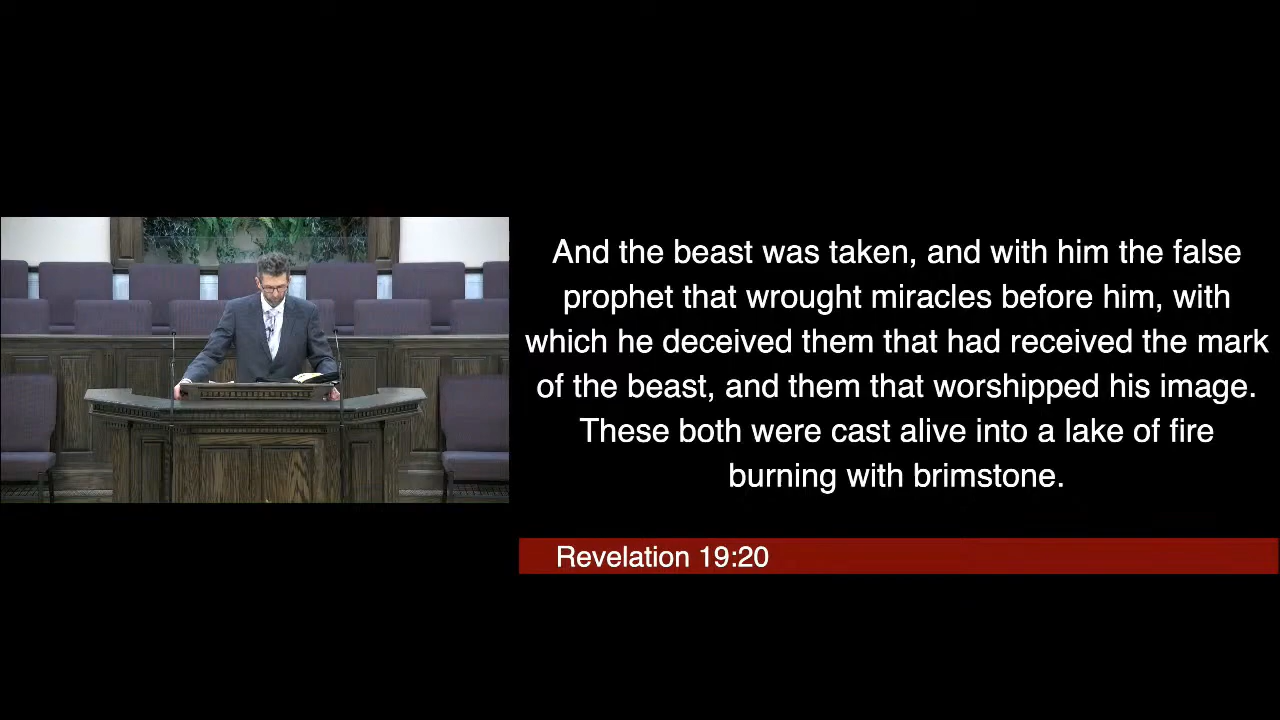 And the beast was taken, and with him the false
prophet that wrought miracles before him, with
which he deceived them that had received the mark
of the beast, and them that worshipped his image.
These both were cast alive into a lake of fire
burning with brimstone.
Revelation 19:20